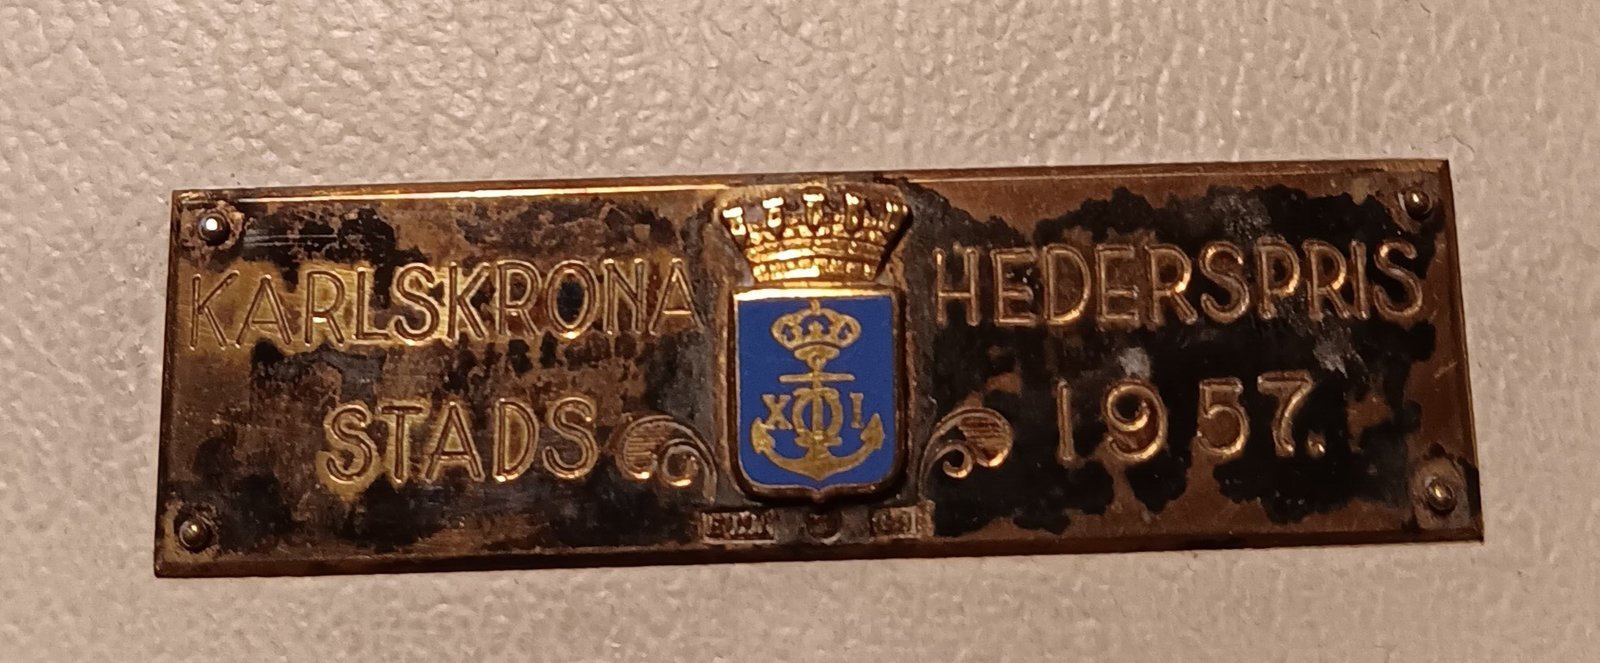 KARLSKRONA
STADS
X I
HEDERSPRIS
1957.